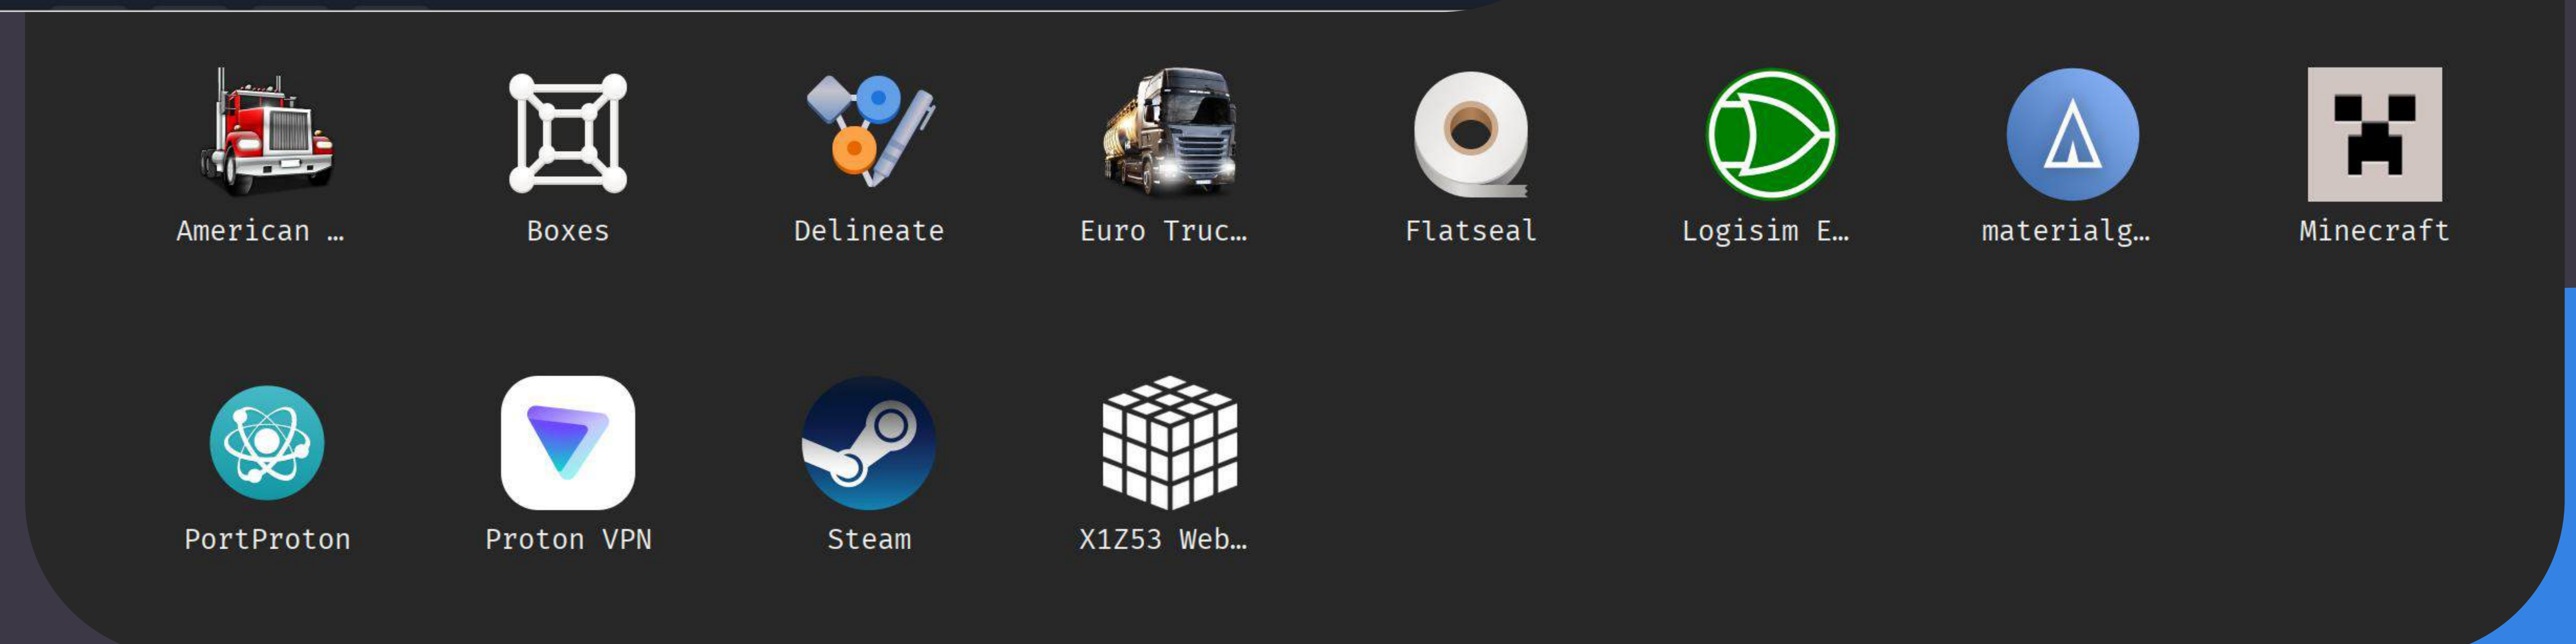 American …
Boxes
Delineate
Euro Truc…
Flatseal
Logisim E…
materialg…
Minecraft
PortProton
Proton VPN
Steam
X1Z53 Web…